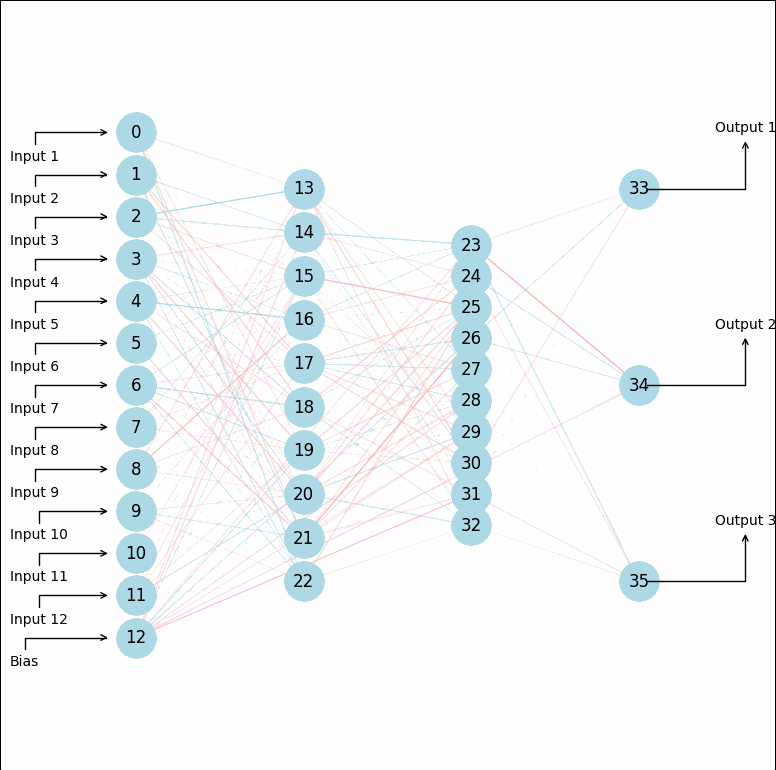 0
Input 1
1
Input 2
2
Input 3
3
Input 4
4
Input 5
5
Input 6
6
Input 7
7
Input 8
8
Input 9
9
Input 10
10
Input 11
11
Input 12
12
Bias
13
14
15
16
17
18
19
20
21
22
23
24
25
26
27
28
29
30
31
32
Output 1
33
Output 2
34
Output 3
35